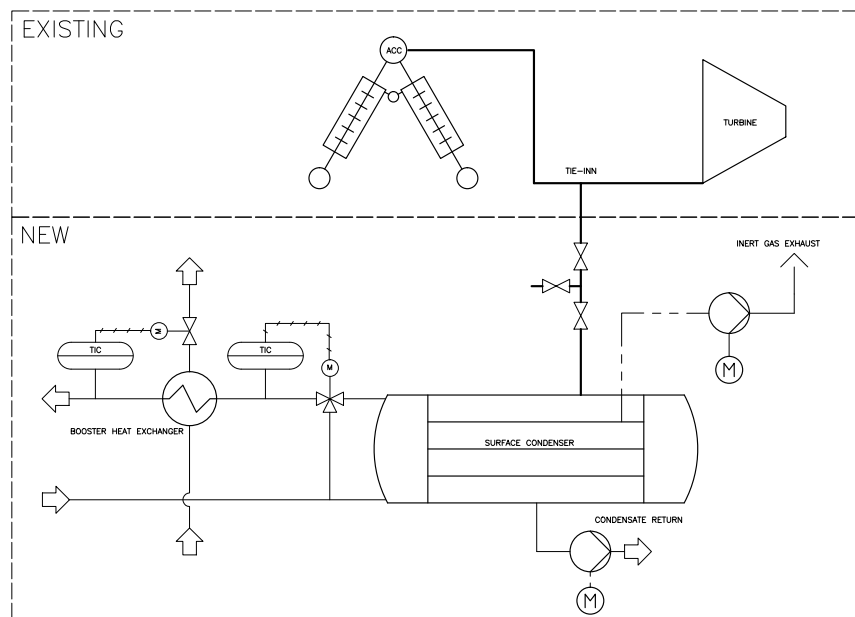 EXISTING
ACC
TURBINE
TIE-INN
NEW
INERT GAS EXHAUST
M
TIC
TIC
M
M
BOOSTER HEAT EXCHANGER
SURFACE CONDENSER
CONDENSATE RETURN
M